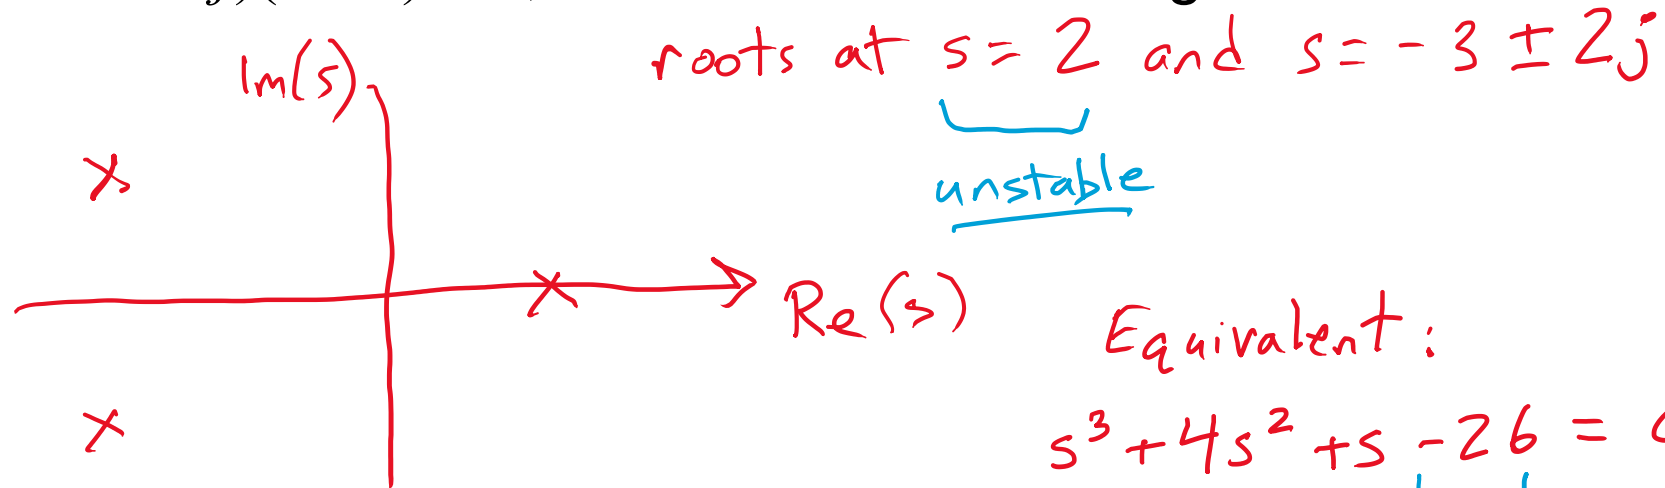 roots at s = 2 and s = -3 ± 2j
Im(s)
unstable
Re(s)
Equivalent:
s³ + 4s² + s - 26 =